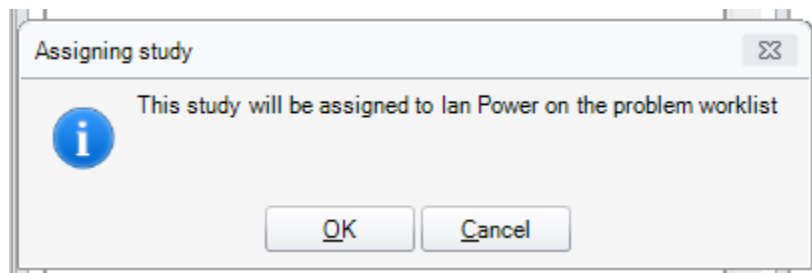 Assigning study
This study will be assigned to Ian Power on the problem worklist
OK
Cancel